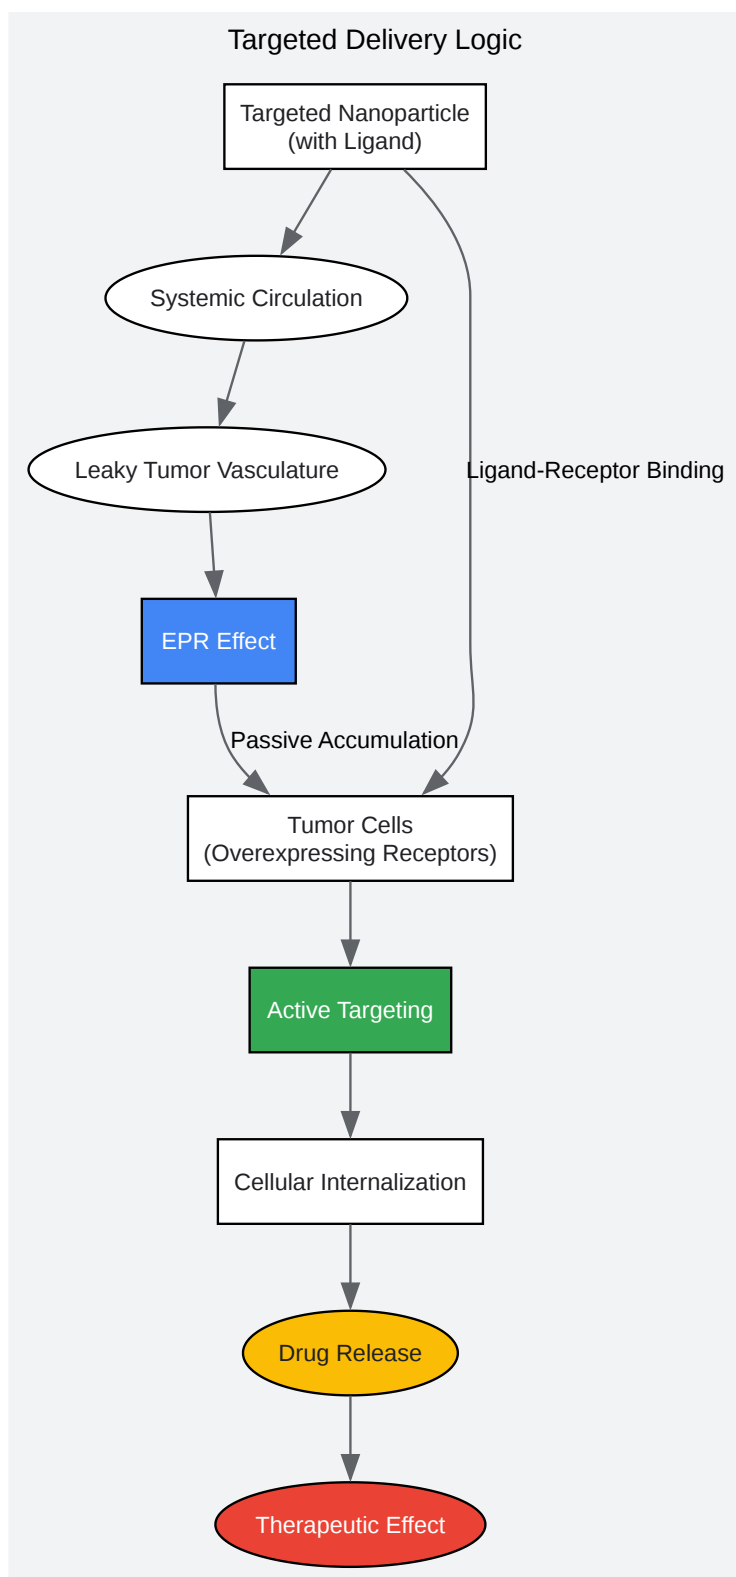 Targeted Delivery Logic
Targeted Nanoparticle
(with Ligand)
Systemic Circulation
Leaky Tumor Vasculature
Ligand-Receptor Binding
EPR Effect
Passive Accumulation
Tumor Cells
(Overexpressing Receptors)
Active Targeting
Cellular Internalization
Drug Release
Therapeutic Effect